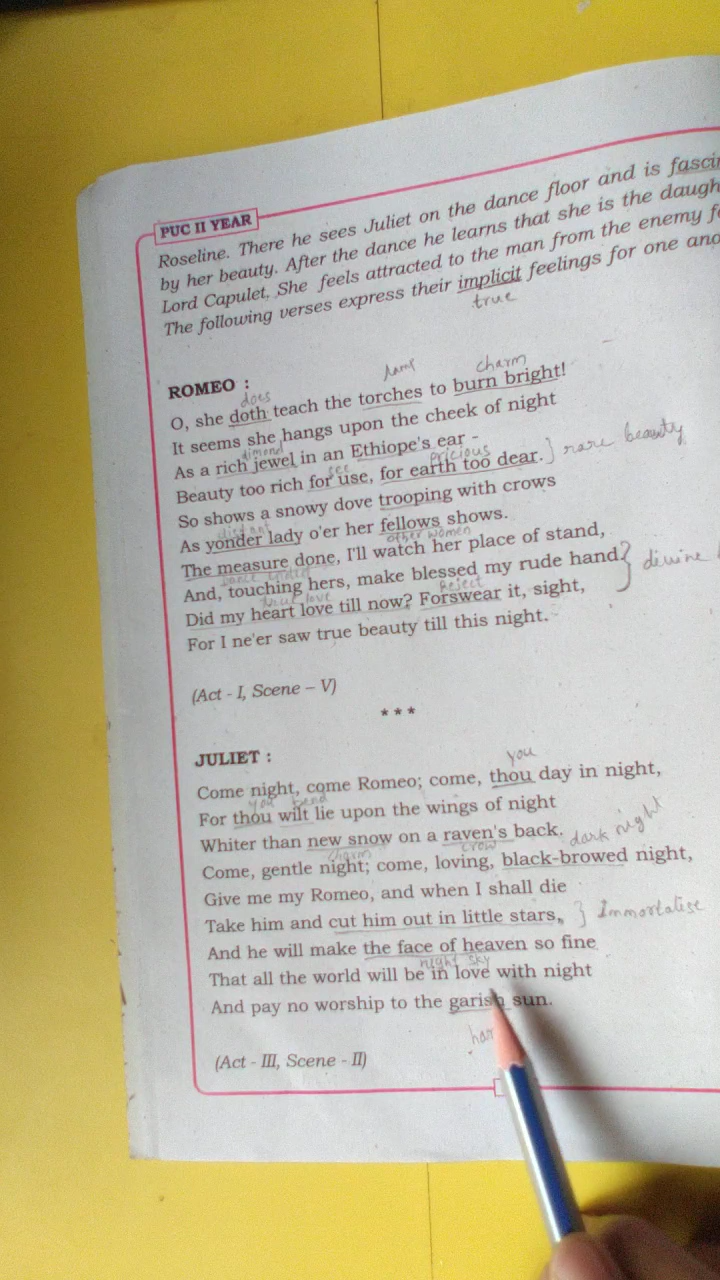 PUC II YEAR
Roseline. There he sees Juliet on the dance floor and is fasci
by her beauty. After the dance he learns that she is the daugh
Lord Capulet. She feels attracted to the man from the enemy f
The following verses express their implicit feelings for one ano
true
charm
ROMEO :
does
O, she doth teach the torches to burn bright!
It seems she hangs upon the cheek of night
dimond
As a rich jewel in an Ethiope's ear -
see pricious
Beauty too rich for use, for earth too dear. } rare beauty
So shows a snowy dove trooping with crows
distant
As yonder lady o'er her fellows shows.
other women
The measure done, I'll watch her place of stand,
And, touching hers, make blessed my rude hand? } divine
love Reject
Did my heart love till now? Forswear it, sight,
For I ne'er saw true beauty till this night.
(Act - I, Scene – V)
***
JULIET :
you
Come night, come Romeo; come, thou day in night,
you
For thou wilt lie upon the wings of night
Whiter than new snow on a raven's back.
crow dark night
charm
Come, gentle night; come, loving, black-browed night,
Give me my Romeo, and when I shall die
Take him and cut him out in little stars, } Immortalise
And he will make the face of heaven so fine
night sky
That all the world will be in love with night
And pay no worship to the garish sun.
har
(Act - III, Scene - II)